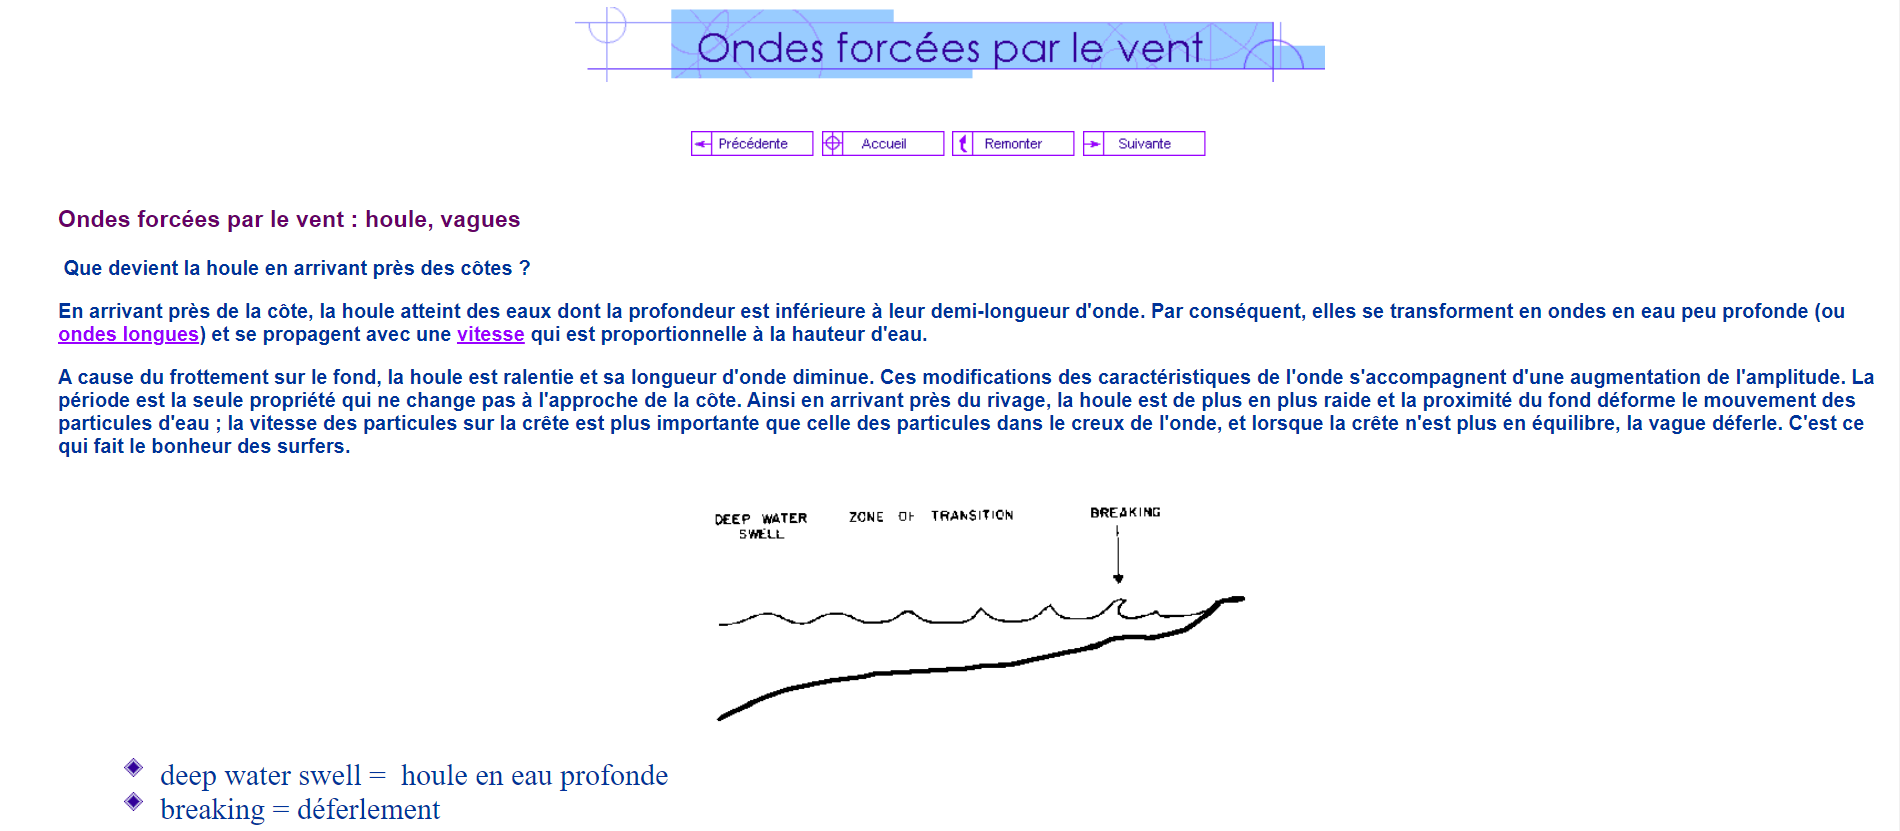 Ondes forcées par le vent
Précédente
Accueil
Remonter
Suivante
Ondes forcées par le vent : houle, vagues
Que devient la houle en arrivant près des côtes ?
En arrivant près de la côte, la houle atteint des eaux dont la profondeur est inférieure à leur demi-longueur d'onde. Par conséquent, elles se transforment en ondes en eau peu profonde (ou
ondes longues) et se propagent avec une vitesse qui est proportionnelle à la hauteur d'eau.
A cause du frottement sur le fond, la houle est ralentie et sa longueur d'onde diminue. Ces modifications des caractéristiques de l'onde s'accompagnent d'une augmentation de l'amplitude. La
période est la seule propriété qui ne change pas à l'approche de la côte. Ainsi en arrivant près du rivage, la houle est de plus en plus raide et la proximité du fond déforme le mouvement des
particules d'eau ; la vitesse des particules sur la crête est plus importante que celle des particules dans le creux de l'onde, et lorsque la crête n'est plus en équilibre, la vague déferle. C'est ce
qui fait le bonheur des surfers.
DEEP WATER
SWELL
ZONE OF TRANSITION
BREAKING
deep water swell = houle en eau profonde
breaking = déferlement